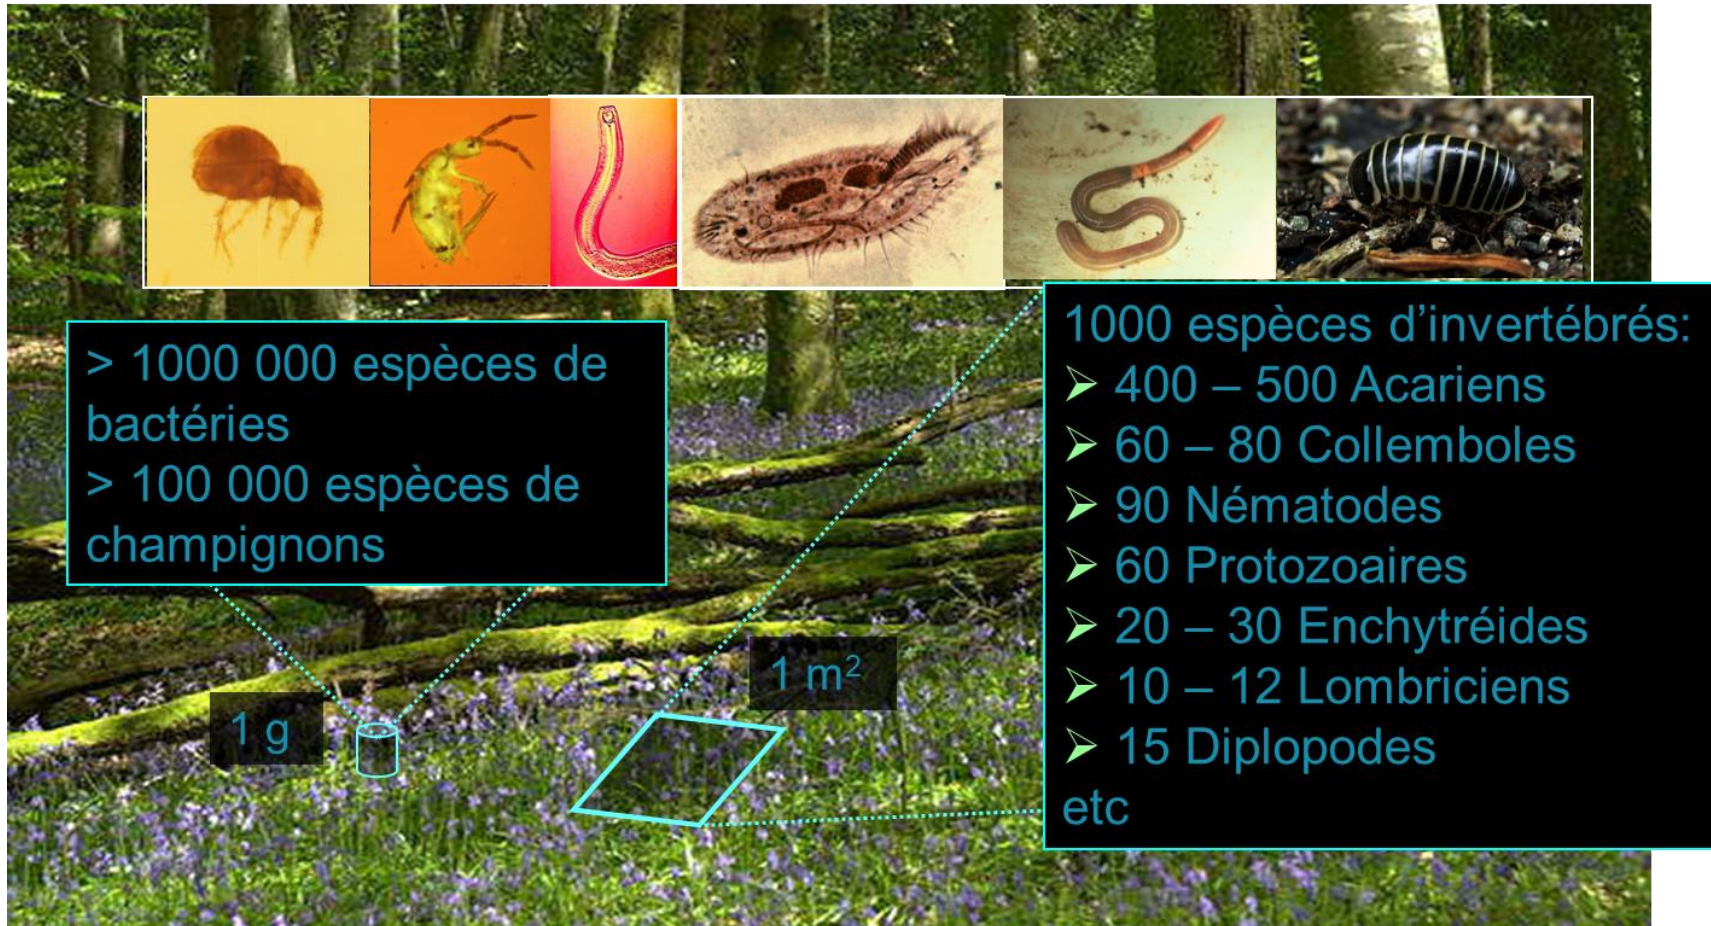 > 1000 000 espèces de
bactéries
> 100 000 espèces de
champignons
1 g
1 m²
1000 espèces d’invertébrés:
➢ 400 – 500 Acariens
➢ 60 – 80 Collemboles
➢ 90 Nématodes
➢ 60 Protozoaires
➢ 20 – 30 Enchytréides
➢ 10 – 12 Lombriciens
➢ 15 Diplopodes
etc